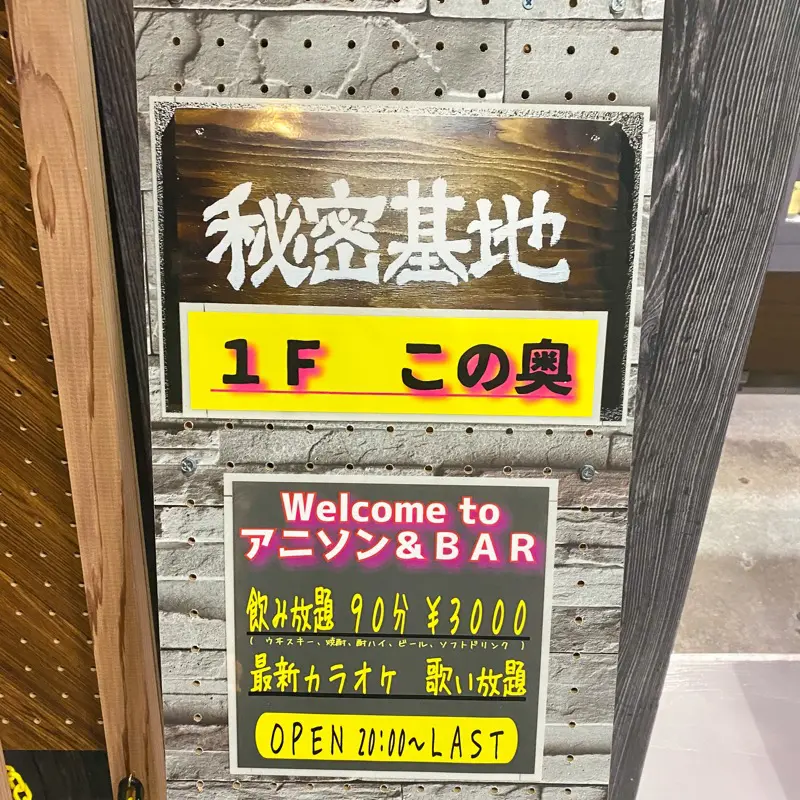 秘密基地
１Ｆ　この奥
Welcome to
アニソン＆ＢＡＲ
飲み放題 90分 ¥3000
( ウヰスキー、焼酎、酎ハイ、ビール、ソフトドリンク )
最新カラオケ 歌い放題
OPEN 20:00~LAST